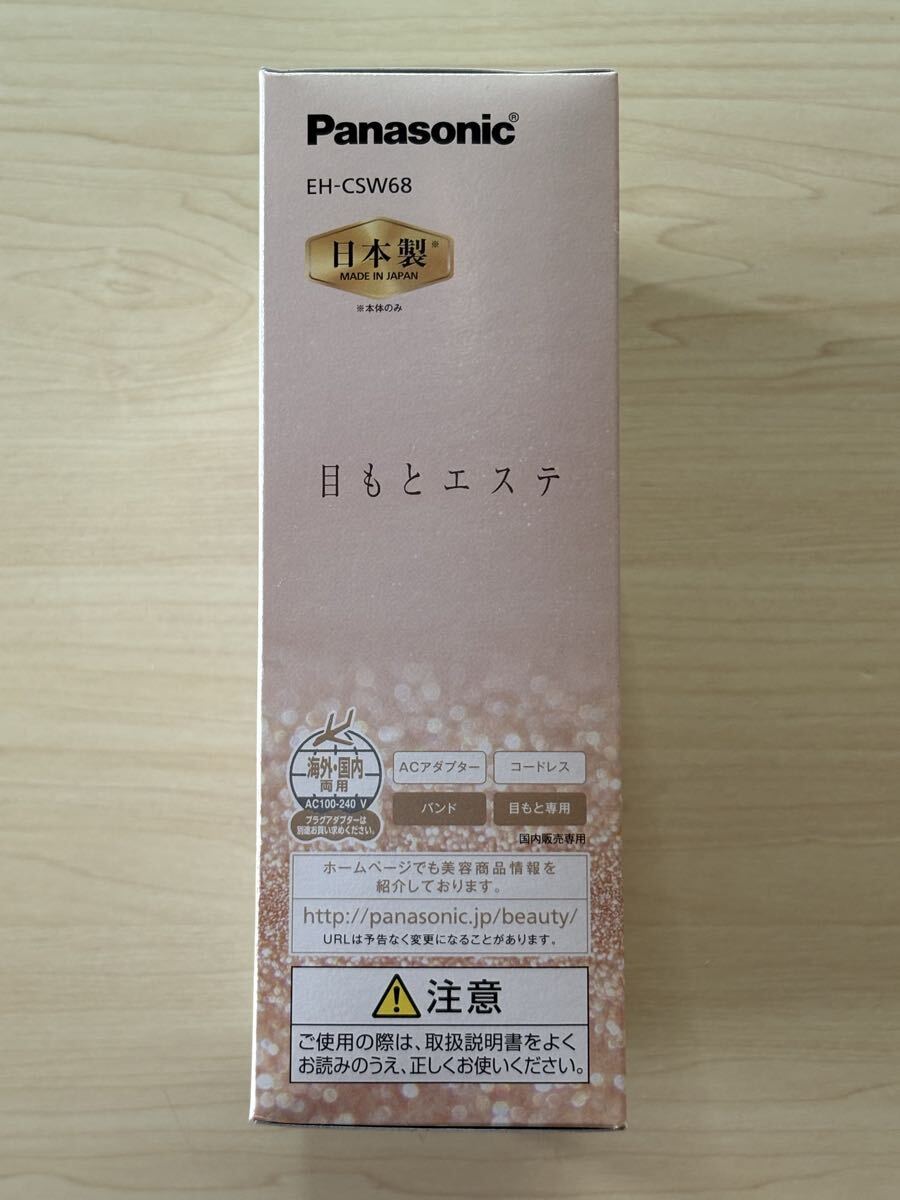 Panasonic®
EH-CSW68
日本製※
MADE IN JAPAN
※本体のみ
目もとエステ
海外・国内
両用
AC100-240 V
プラグアダプターは
別途お買い求めください。
ACアダプター
コードレス
バンド
目もと専用
国内販売専用
ホームページでも美容商品情報を
紹介しております。
http://panasonic.jp/beauty/
URLは予告なく変更になることがあります。
注意
ご使用の際は、取扱説明書をよく
お読みのうえ、正しくお使いください。